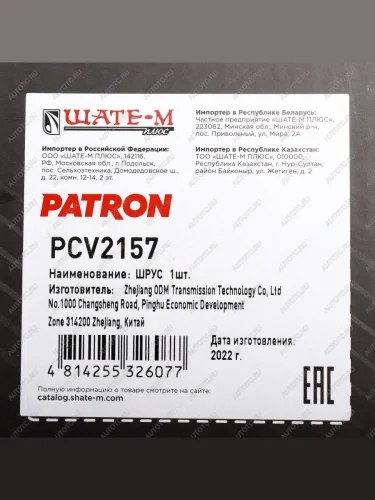 ШАТЕ-М
ПЛЮС
Импортер в Российской Федерации:
ООО «ШАТЕ-М ПЛЮС», 142116,
РФ, Московская обл., г. Подольск,
пос. Сельхозтехника, Домодедовское ш.,
д. 22, комн. 12-14, 2 эт.
Импортер в Республике Беларусь:
Частное предприятие «ШАТЕ-М ПЛЮС»,
223062, Минская обл., Минский р-н,
пос. Привольный, ул. Мира, 2А
Импортер в Республике Казахстан:
ТОО "ШАТЕ-М ПЛЮС", 010000,
Республика Казахстан, г. Нур-Султан,
район Байконыр, ул. Жетиген, д. 2
PATRON
PCV2157
Наименование: ШРУС 1шт.
Изготовитель: Zhejiang ODM Transmission Technology Co, Ltd
No,1000 Changsheng Road, Pinghu Economic Development
Zone 314200 Zhejiang, Китай
4 814255 326077
Дата изготовления:
2022 г.
EAC
Полную информацию о товаре смотрите на сайте:
catalog.shate-m.com